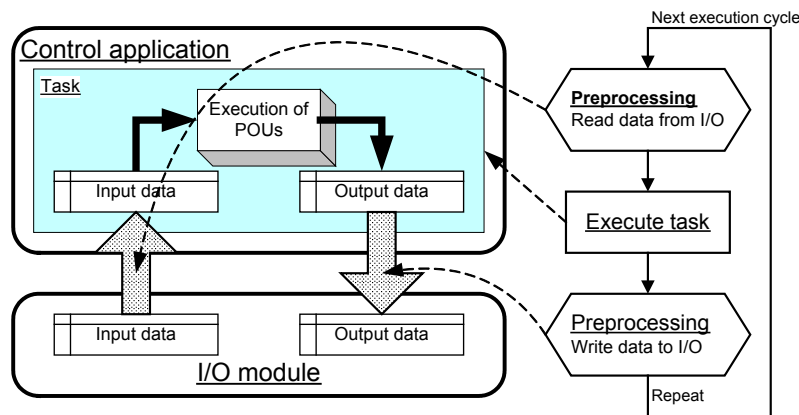 Next execution cycle
Control application
Task
Execution of
POUs
Input data
Output data
Input data
Output data
I/O module
Preprocessing
Read data from I/O
Execute task
Preprocessing
Write data to I/O
Repeat